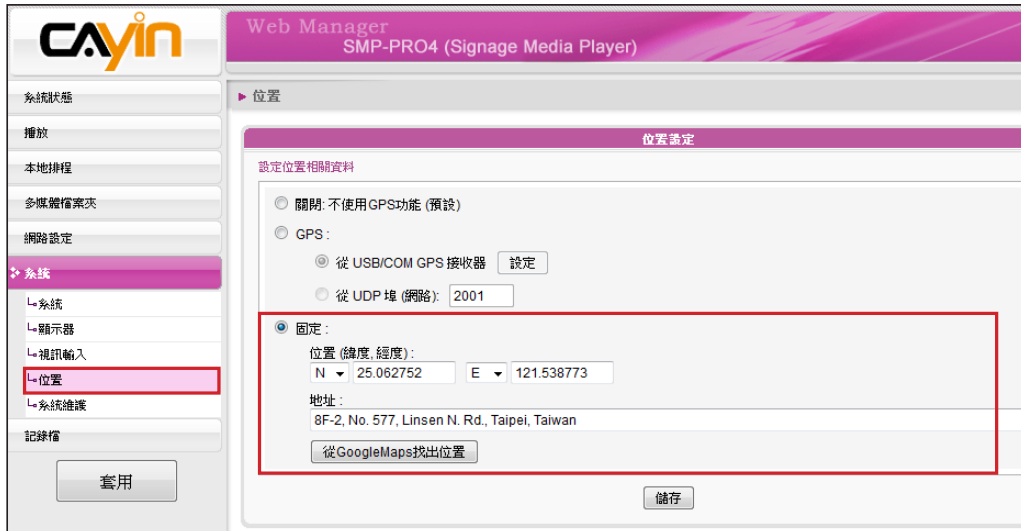 CAYIN
Web Manager
SMP-PRO4 (Signage Media Player)
系統狀態
播放
本地排程
多媒體檔案夾
網路設定
系統
系統
顯示器
視訊輸入
位置
系統維護
記錄檔
套用
位置
位置設定
設定位置相關資料
關閉: 不使用GPS功能 (預設)
GPS :
從 USB/COM GPS 接收器 設定
從 UDP 埠 (網路): 2001
固定 :
位置 (緯度, 經度) :
N 25.062752 E 121.538773
地址 :
8F-2, No. 577, Linsen N. Rd., Taipei, Taiwan
從GoogleMaps找出位置
儲存